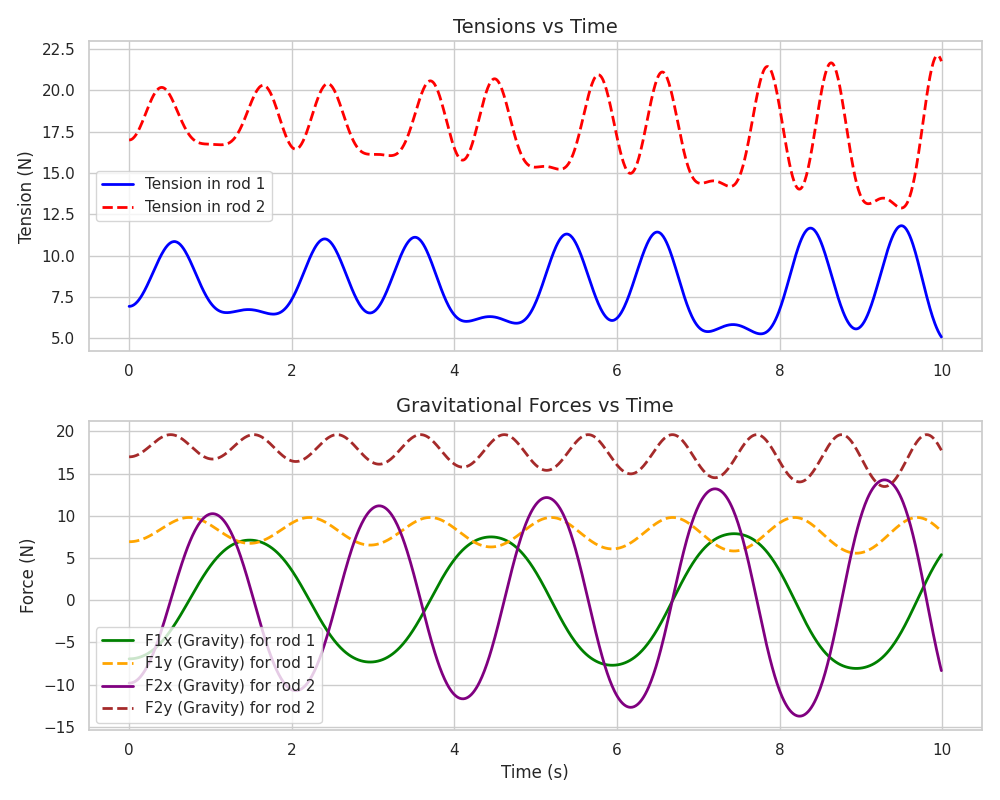 Tensions vs Time
22.5
20.0
17.5
15.0
12.5
10.0
7.5
5.0
Tension (N)
Tension in rod 1
Tension in rod 2
0 2 4 6 8 10
Gravitational Forces vs Time
20
15
10
5
0
−5
−10
−15
Force (N)
F1x (Gravity) for rod 1
F1y (Gravity) for rod 1
F2x (Gravity) for rod 2
F2y (Gravity) for rod 2
0 2 4 6 8 10
Time (s)